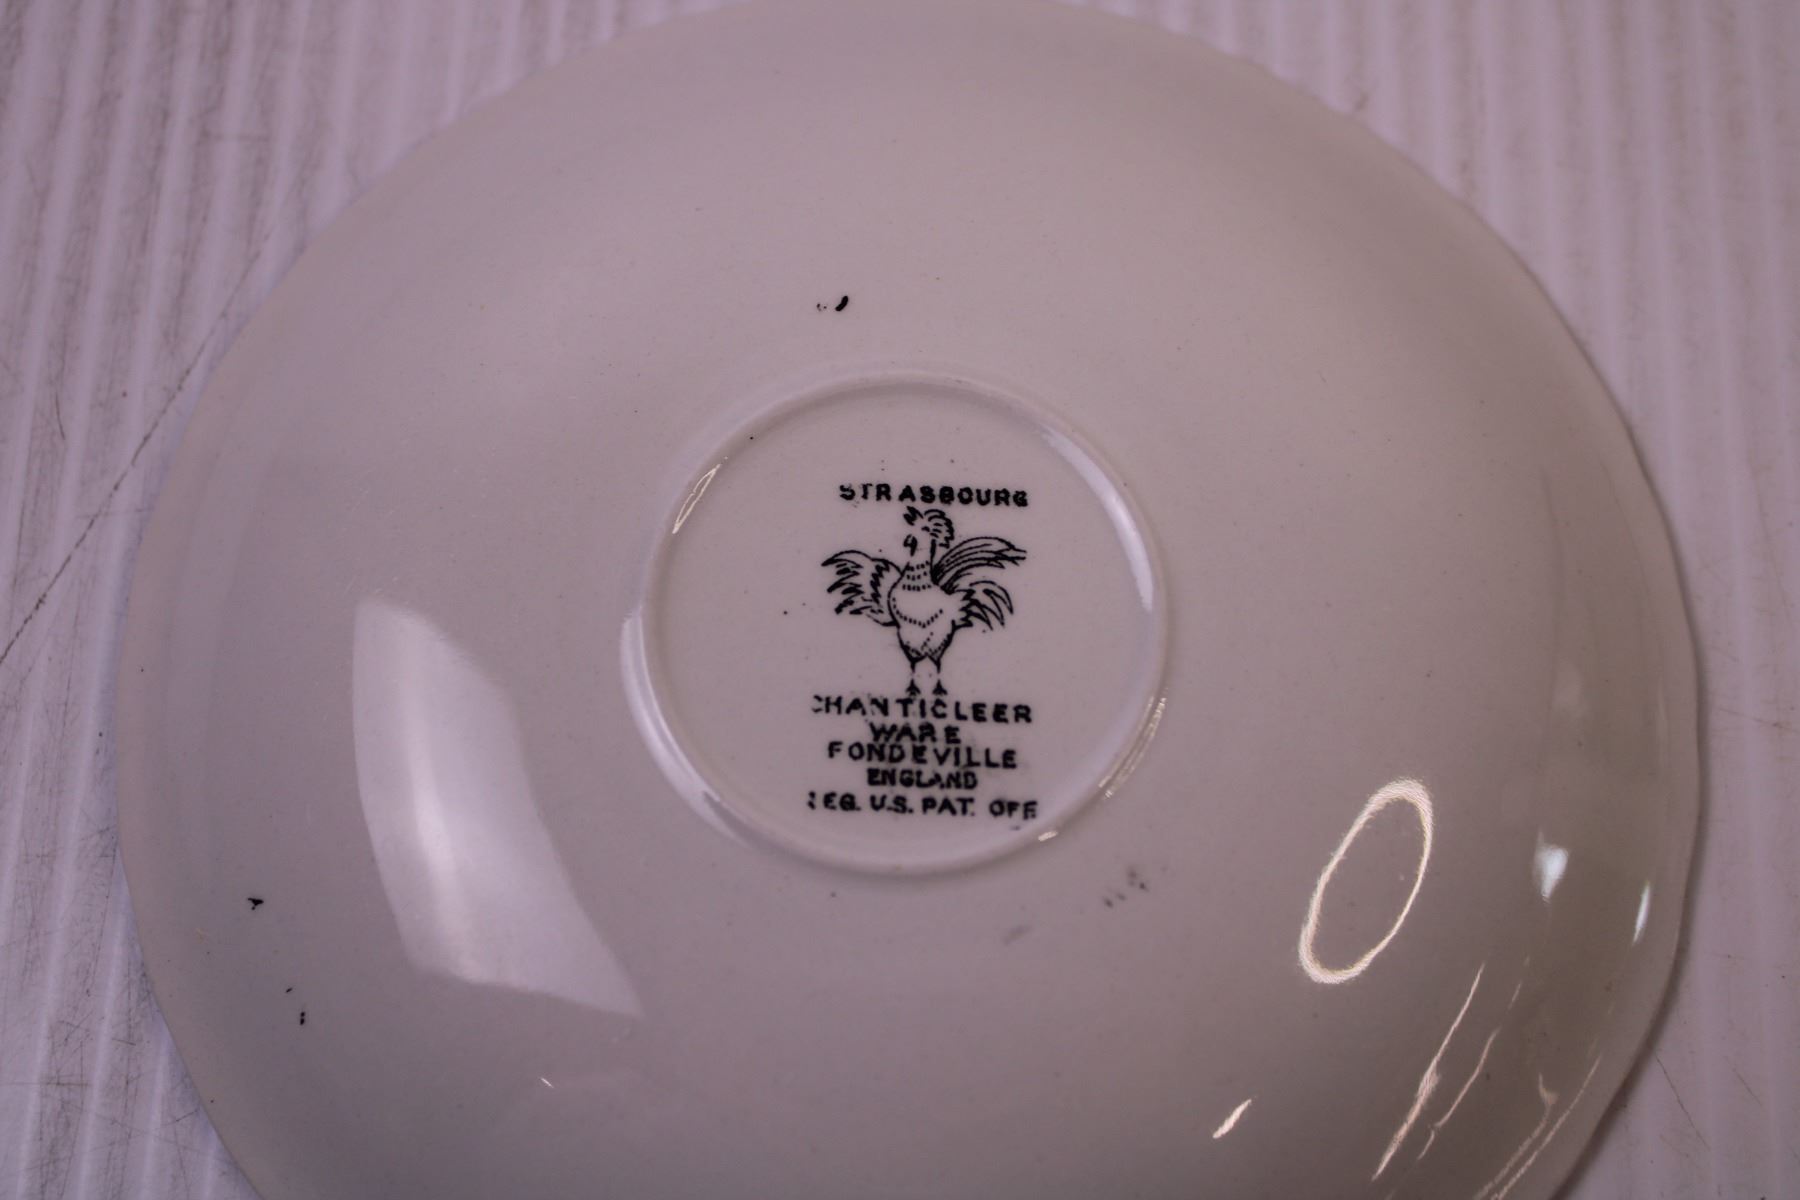 STRASBOURG
CHANTICLEER
WARE
FONDEVILLE
ENGLAND
REG. U.S. PAT. OFF